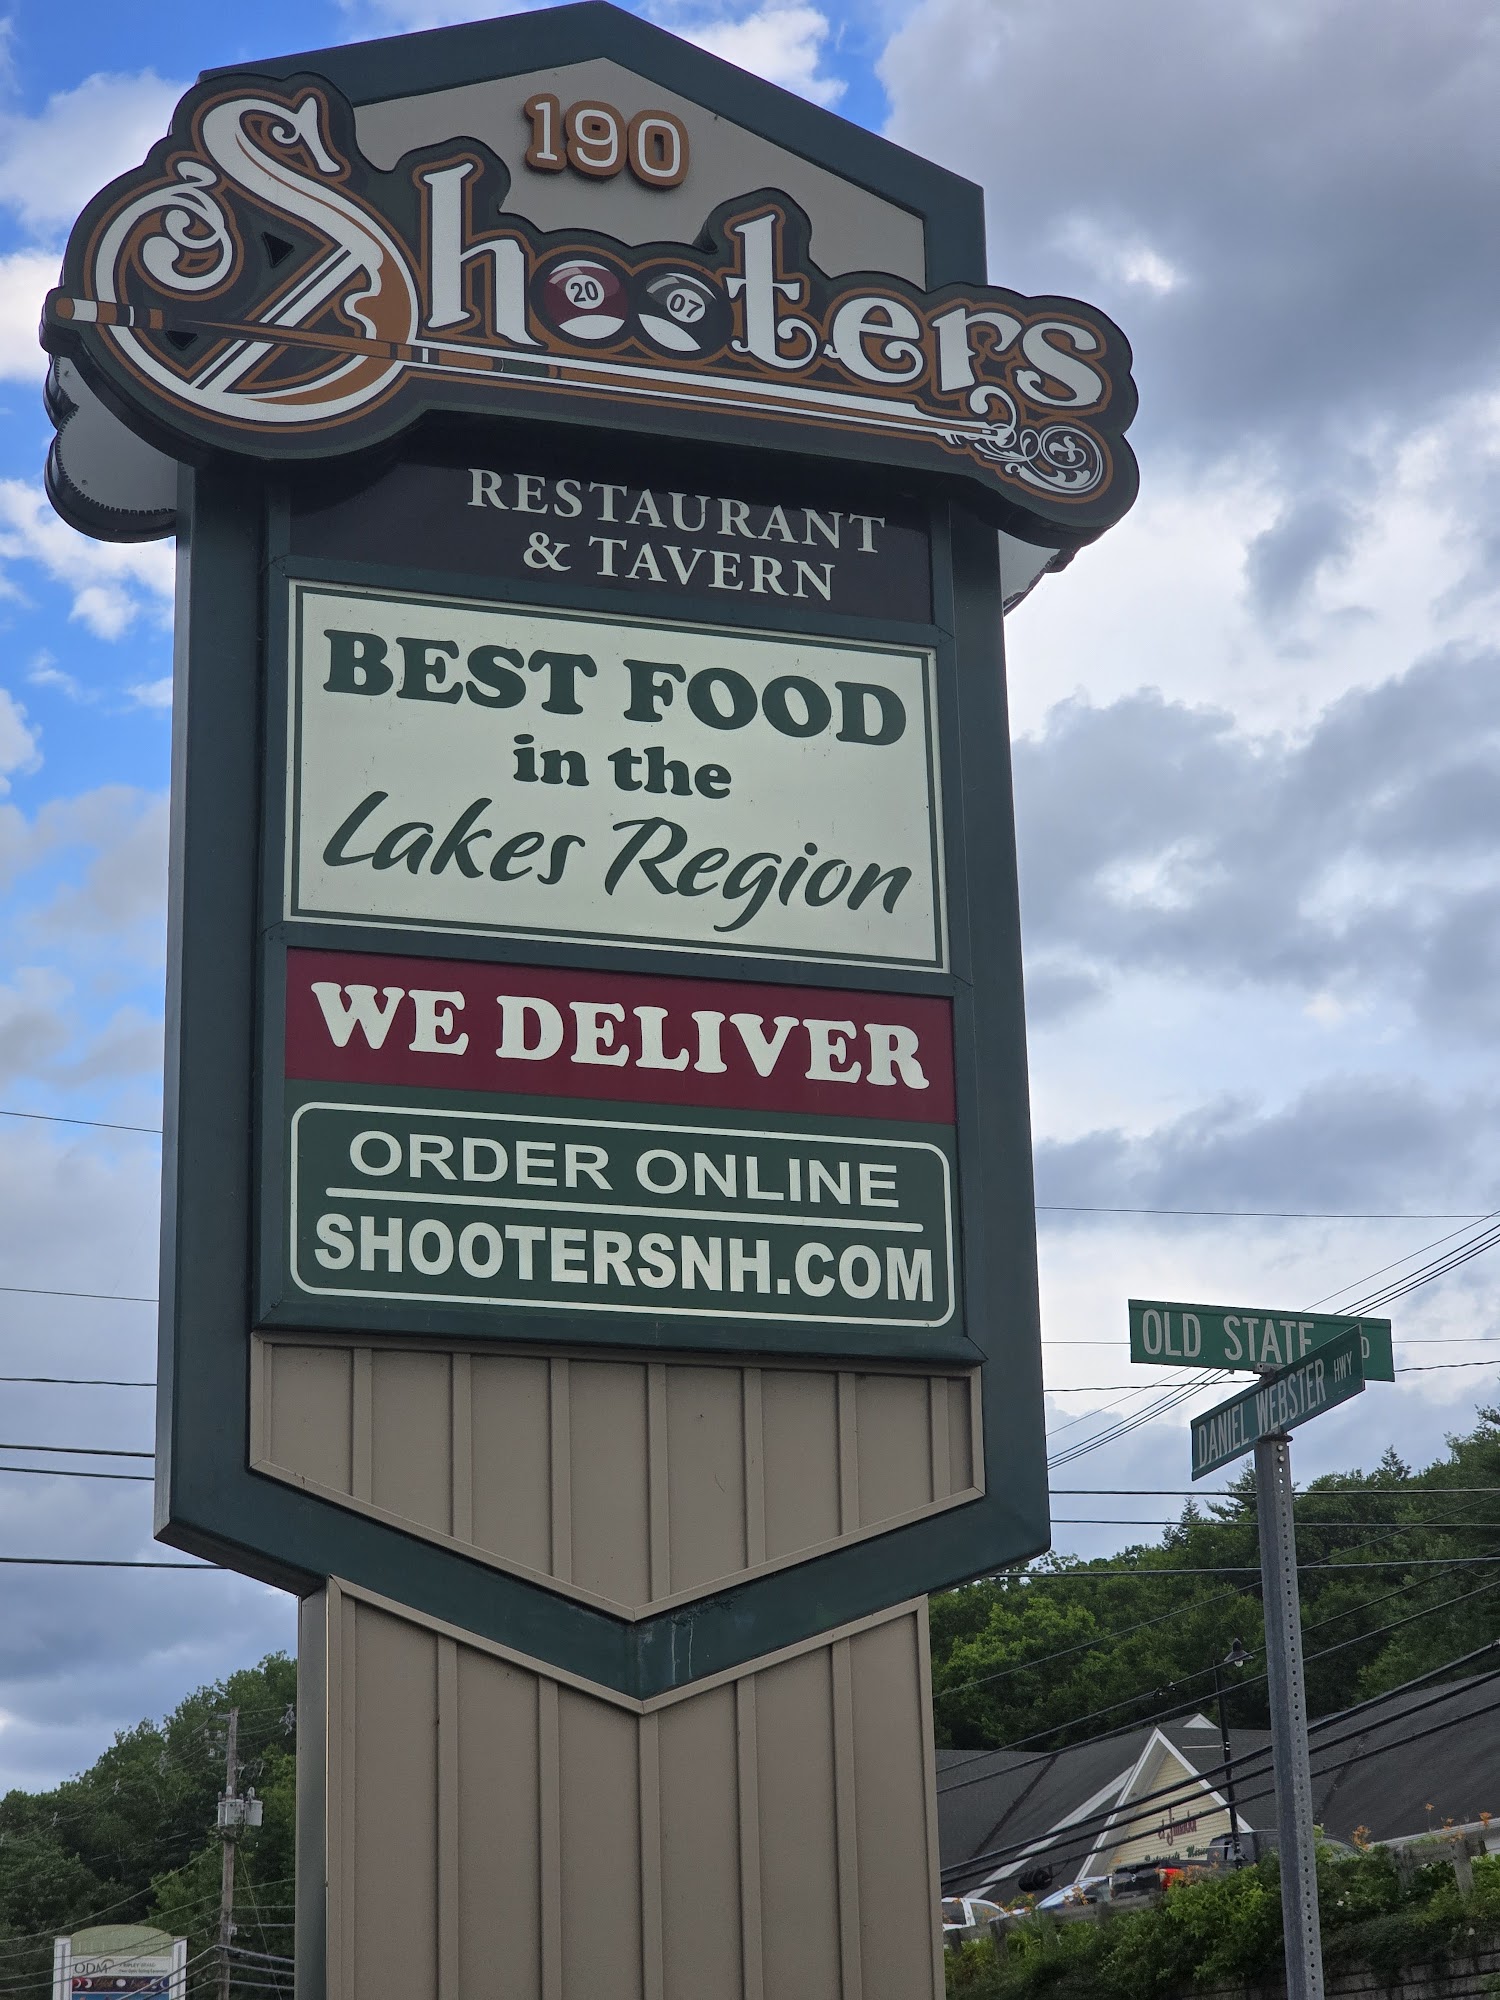 190
Shooters
20 07
RESTAURANT
& TAVERN
BEST FOOD
in the
Lakes Region
WE DELIVER
ORDER ONLINE
SHOOTERSNH.COM
OLD STATE
DANIEL WEBSTER HWY
ODM